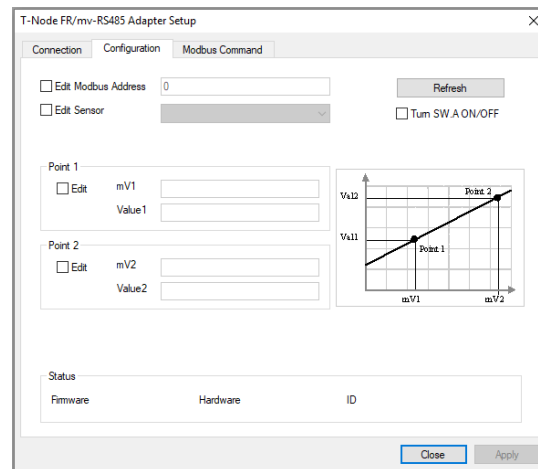 T-Node FR/mv-RS485 Adapter Setup
Connection Configuration Modbus Command
Edit Modbus Address 0 Refresh
Edit Sensor Turn SW.A ON/OFF
Point 1
Edit mV1
Value1
Point 2
Edit mV2
Value2
Val2 Point 2
Val1 Point 1
mV1 mV2
Status
Firmware Hardware ID
Close Apply